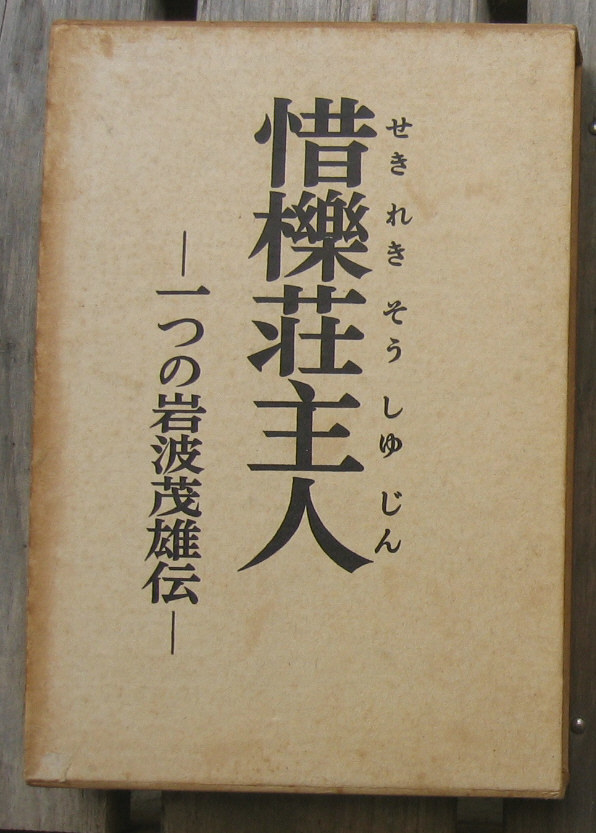 せきれきそうしゆじん
惜櫟荘主人
―一つの岩波茂雄伝―